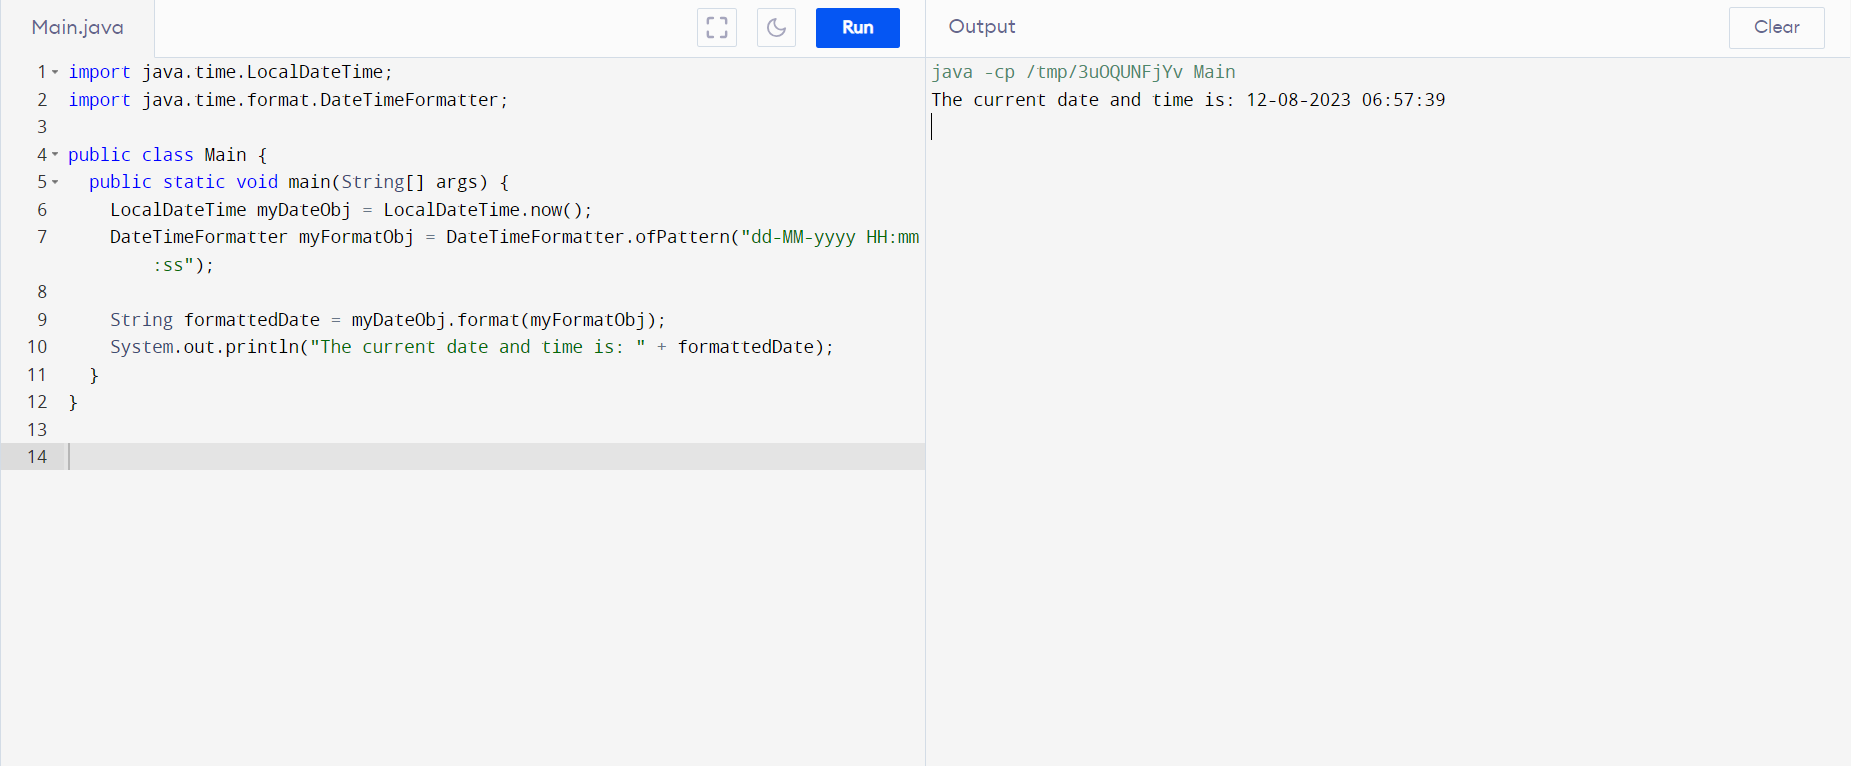 Main.java
Run
1 import java.time.LocalDateTime;
2 import java.time.format.DateTimeFormatter;
3
4 public class Main {
5   public static void main(String[] args) {
6     LocalDateTime myDateObj = LocalDateTime.now();
7     DateTimeFormatter myFormatObj = DateTimeFormatter.ofPattern("dd-MM-yyyy HH:mm
        :ss");
8
9     String formattedDate = myDateObj.format(myFormatObj);
10     System.out.println("The current date and time is: " + formattedDate);
11   }
12 }
13
14
Output
Clear
java -cp /tmp/3uOQUNFjYv Main
The current date and time is: 12-08-2023 06:57:39